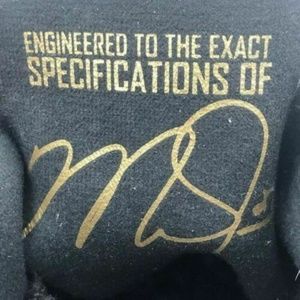 ENGINEERED TO THE EXACT
SPECIFICATIONS OF